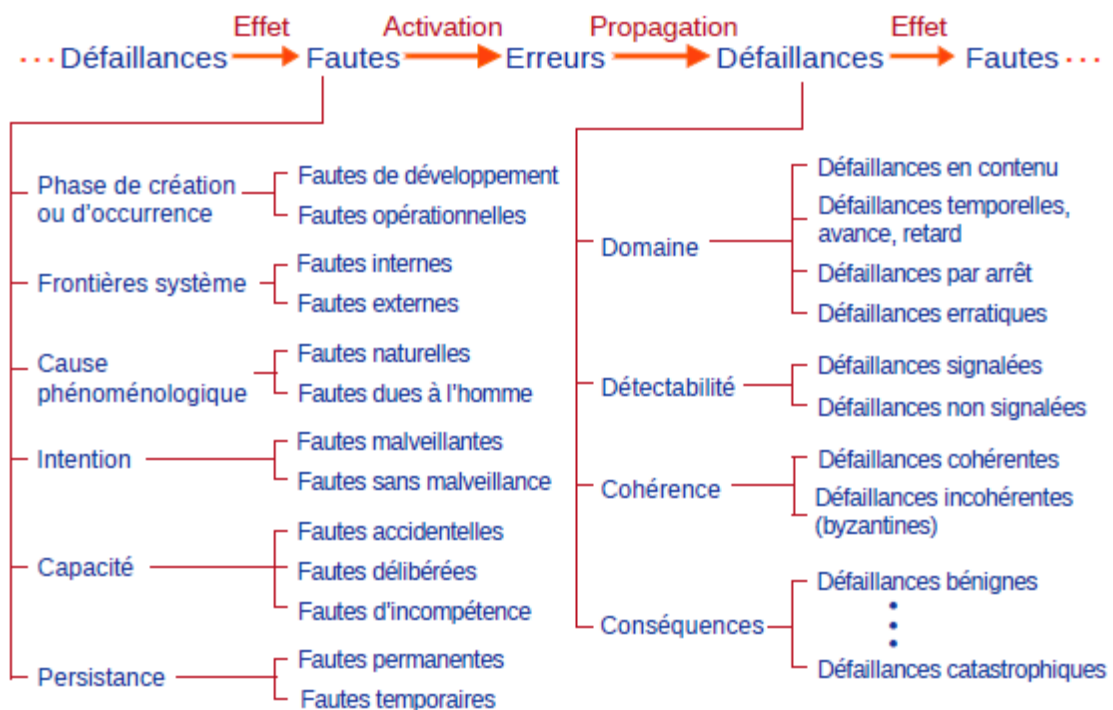 Effet Activation Propagation Effet
··· Défaillances Fautes Erreurs Défaillances Fautes ···
Phase de création
ou d'occurrence
Fautes de développement
Fautes opérationnelles
Frontières système
Fautes internes
Fautes externes
Cause
phénoménologique
Fautes naturelles
Fautes dues à l'homme
Intention
Fautes malveillantes
Fautes sans malveillance
Capacité
Fautes accidentelles
Fautes délibérées
Fautes d'incompétence
Persistance
Fautes permanentes
Fautes temporaires
Domaine
Défaillances en contenu
Défaillances temporelles,
avance, retard
Défaillances par arrêt
Défaillances erratiques
Détectabilité
Défaillances signalées
Défaillances non signalées
Cohérence
Défaillances cohérentes
Défaillances incohérentes
(byzantines)
Conséquences
Défaillances bénignes
Défaillances catastrophiques